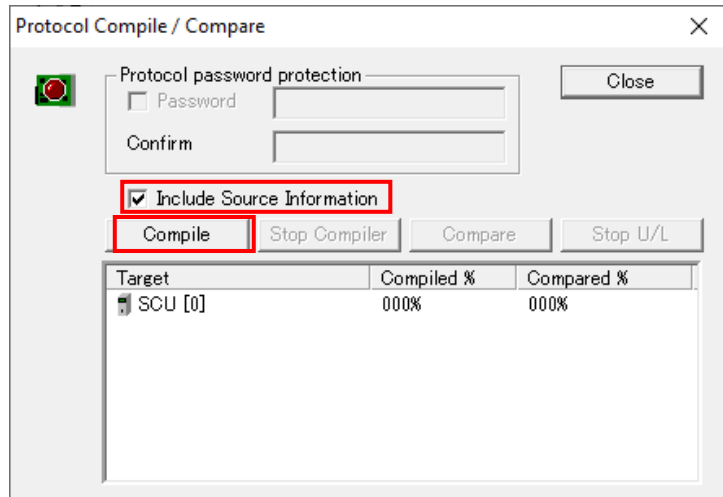 Protocol Compile / Compare
Protocol password protection
Password
Close
Confirm
Include Source Information
Compile Stop Compiler Compare Stop U/L
Target Compiled % Compared %
SCU [0] 000% 000%